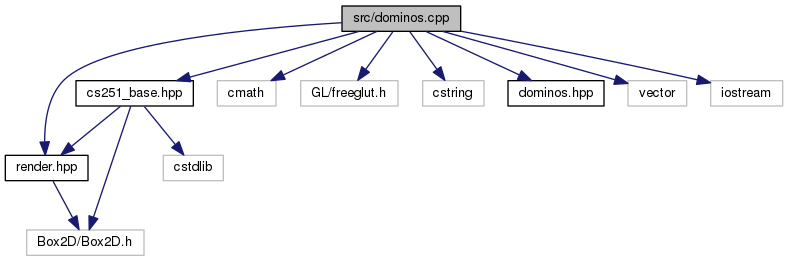 src/dominos.cpp
cs251_base.hpp
cmath
GL/freeglut.h
cstring
dominos.hpp
vector
iostream
render.hpp
cstdlib
Box2D/Box2D.h